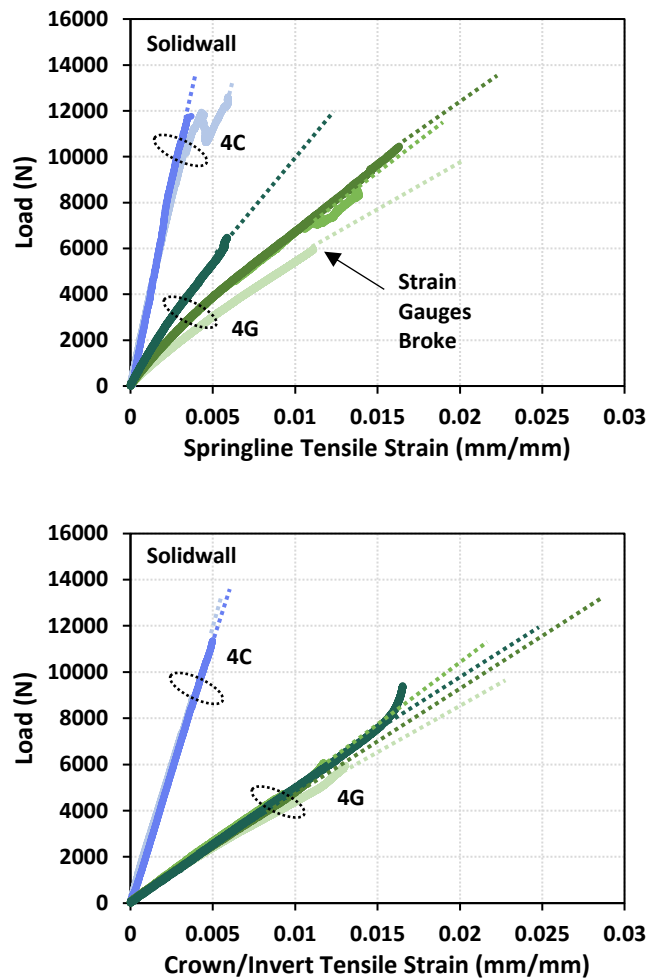 16000
Solidwall
14000
12000
4C
10000
Load (N)
8000
6000
Strain
Gauges
Broke
4000
4G
2000
0
0 0.005 0.01 0.015 0.02 0.025 0.03
Springline Tensile Strain (mm/mm)
16000
Solidwall
14000
12000
4C
10000
Load (N)
8000
6000
4G
4000
2000
0
0 0.005 0.01 0.015 0.02 0.025 0.03
Crown/Invert Tensile Strain (mm/mm)